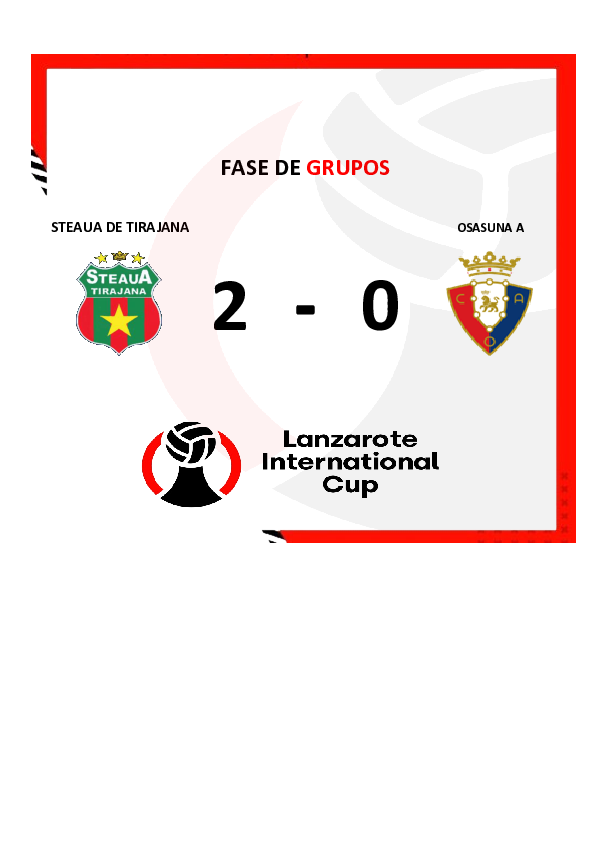 FASE DE GRUPOS
STEAUA DE TIRAJANA
OSASUNA A
STEAUA
TIRAJANA
2 - 0
C A
O
Lanzarote
International
Cup